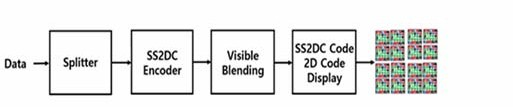 Data
Splitter
SS2DC
Encoder
Visible
Blending
SS2DC Code
2D Code
Display